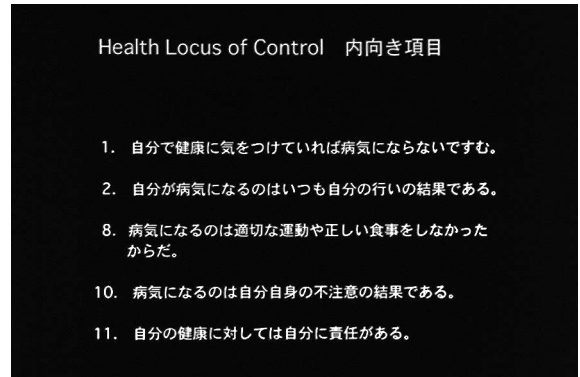 Health Locus of Control 内向き項目
1. 自分で健康に気をつけていれば病気にならないですむ。
2. 自分が病気になるのはいつも自分の行いの結果である。
8. 病気になるのは適切な運動や正しい食事をしなかった
からだ。
10. 病気になるのは自分自身の不注意の結果である。
11. 自分の健康に対しては自分に責任がある。